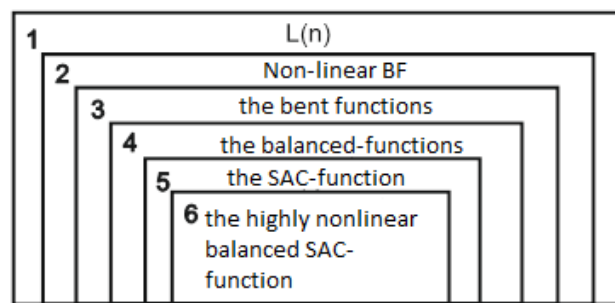 1 L(n)
2 Non-linear BF
3 the bent functions
4 the balanced-functions
5 the SAC-function
6 the highly nonlinear
balanced SAC-
function